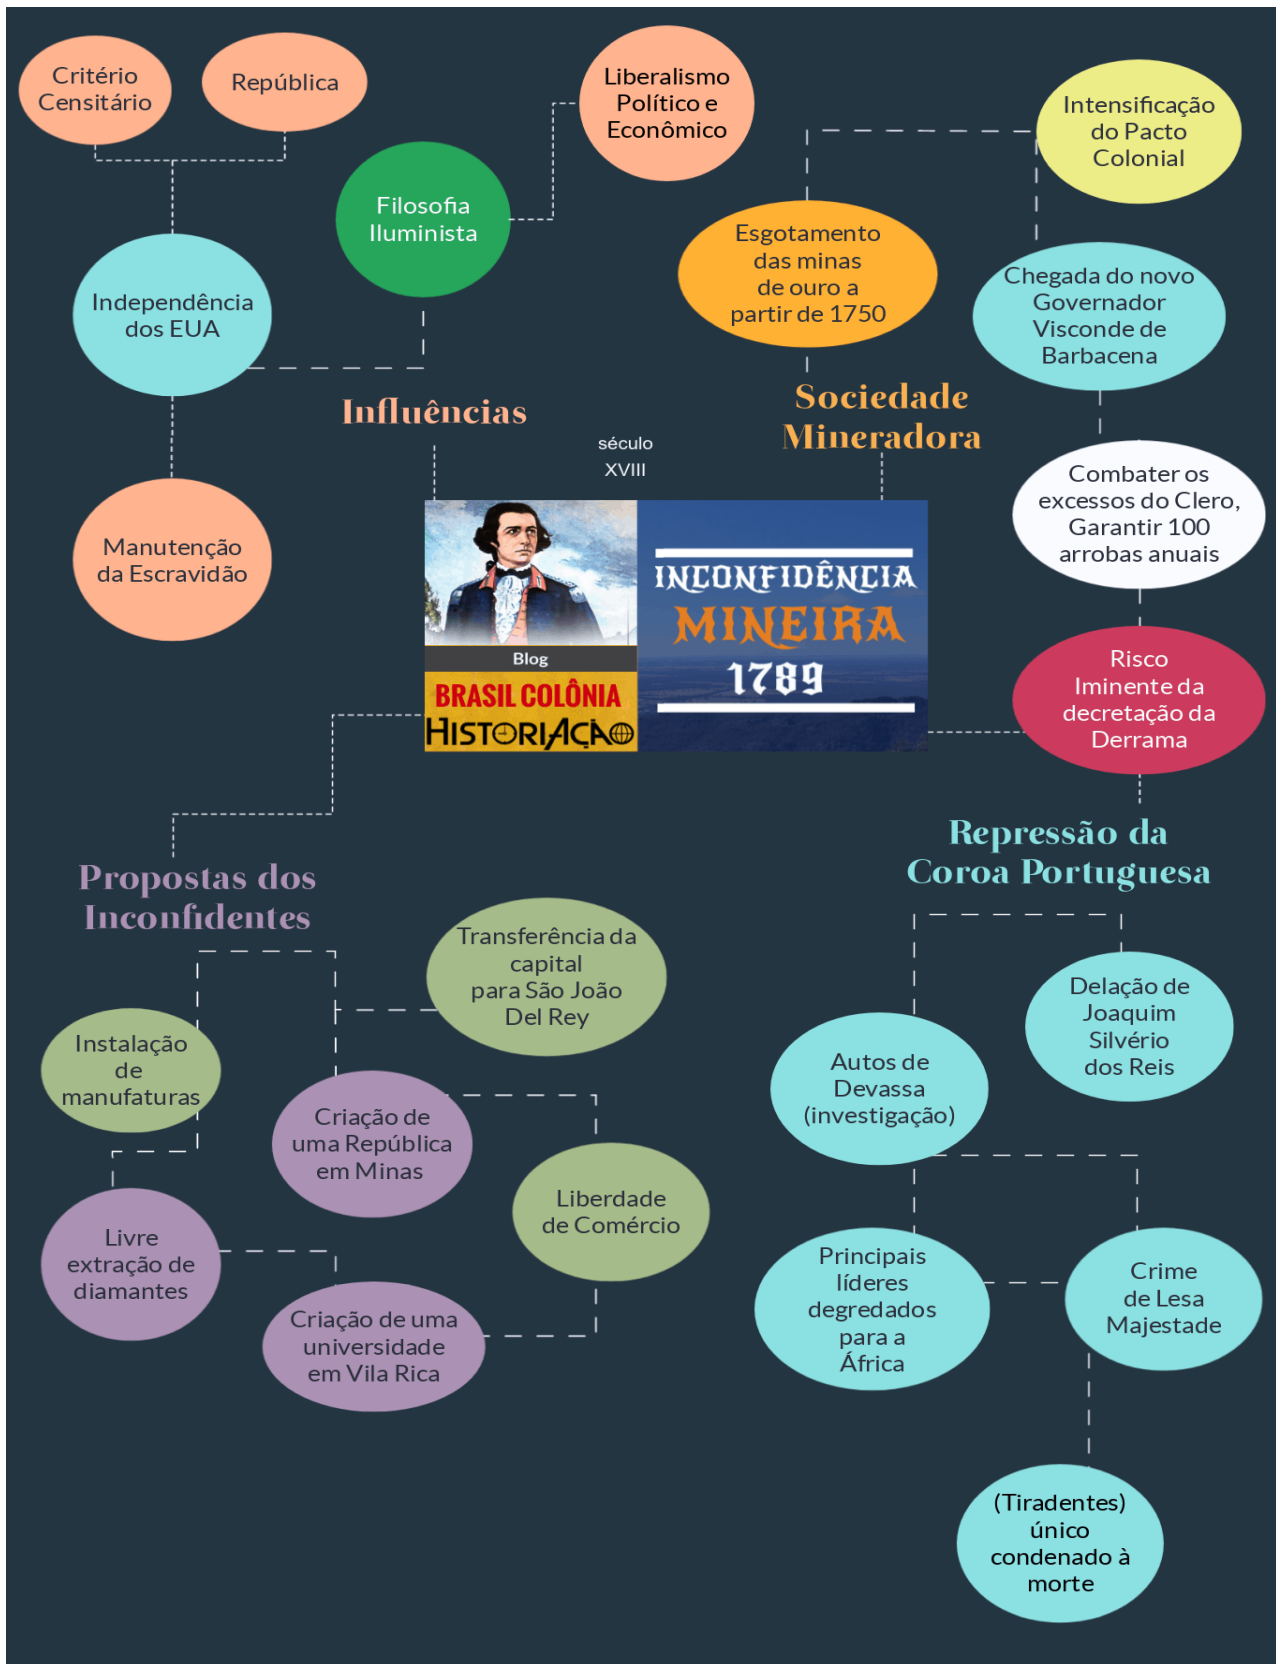 Critério
Censitário
República
Liberalismo
Político e
Econômico
Filosofia
Iluminista
Independência
dos EUA
Manutenção
da Escravidão
Influências
Intensificação
do Pacto
Colonial
Esgotamento
das minas
de ouro a
partir de 1750
Chegada do novo
Governador
Visconde de
Barbacena
Sociedade
Mineradora
Combater os
excessos do Clero,
Garantir 100
arrobas anuais
Risco
Iminente da
decretação da
Derrama
século
XVIII
INCONFIDÊNCIA
MINEIRA
1789
Blog
BRASIL COLÔNIA
HISTORIAÇÃO
Propostas dos
Inconfidentes
Transferência da
capital
para São João
Del Rey
Instalação
de
manufaturas
Criação de
uma República
em Minas
Liberdade
de Comércio
Livre
extração de
diamantes
Criação de uma
universidade
em Vila Rica
Repressão da
Coroa Portuguesa
Delação de
Joaquim
Silvério
dos Reis
Autos de
Devassa
(investigação)
Principais
líderes
degredados
para a
África
Crime
de Lesa
Majestade
(Tiradentes)
único
condenado à
morte